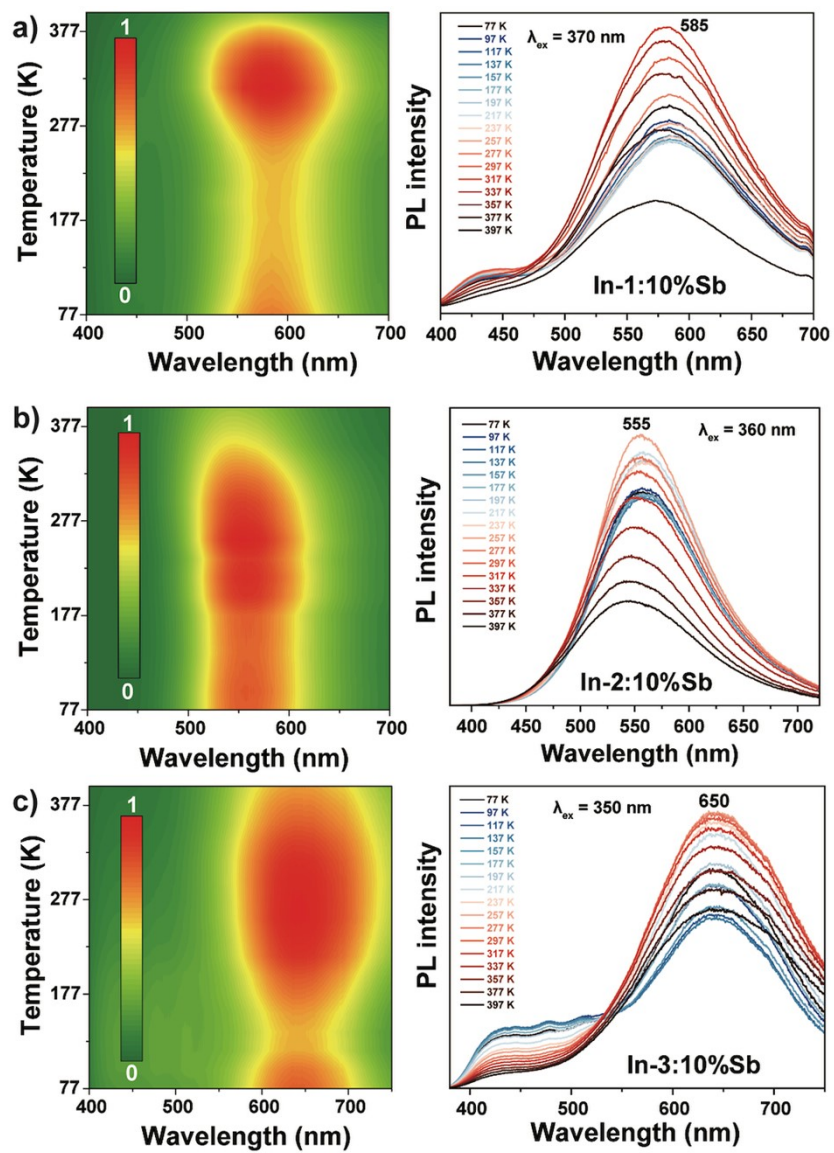 a)
1
0
377
277
177
77
Temperature (K)
400 500 600 700
Wavelength (nm)
77 K
97 K
117 K
137 K
157 K
177 K
197 K
217 K
237 K
257 K
277 K
297 K
317 K
337 K
357 K
377 K
397 K
λex = 370 nm
585
PL intensity
In-1:10%Sb
400 450 500 550 600 650 700
Wavelength (nm)
b)
1
0
377
277
177
77
Temperature (K)
400 500 600 700
Wavelength (nm)
77 K
97 K
117 K
137 K
157 K
177 K
197 K
217 K
237 K
257 K
277 K
297 K
317 K
337 K
357 K
377 K
397 K
555
λex = 360 nm
PL intensity
In-2:10%Sb
400 450 500 550 600 650 700
Wavelength (nm)
c)
1
0
377
277
177
77
Temperature (K)
400 500 600 700
Wavelength (nm)
77 K
97 K
117 K
137 K
157 K
177 K
197 K
217 K
237 K
257 K
277 K
297 K
317 K
337 K
357 K
377 K
397 K
λex = 350 nm
650
PL intensity
In-3:10%Sb
400 500 600 700
Wavelength (nm)